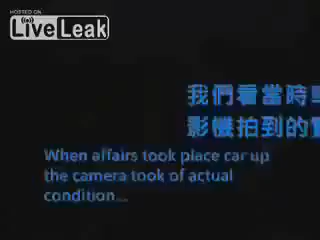 HOSTED ON
LiveLeak
我們看當時
影機拍到的
When affairs took place car up
the camera took of actual
condition...